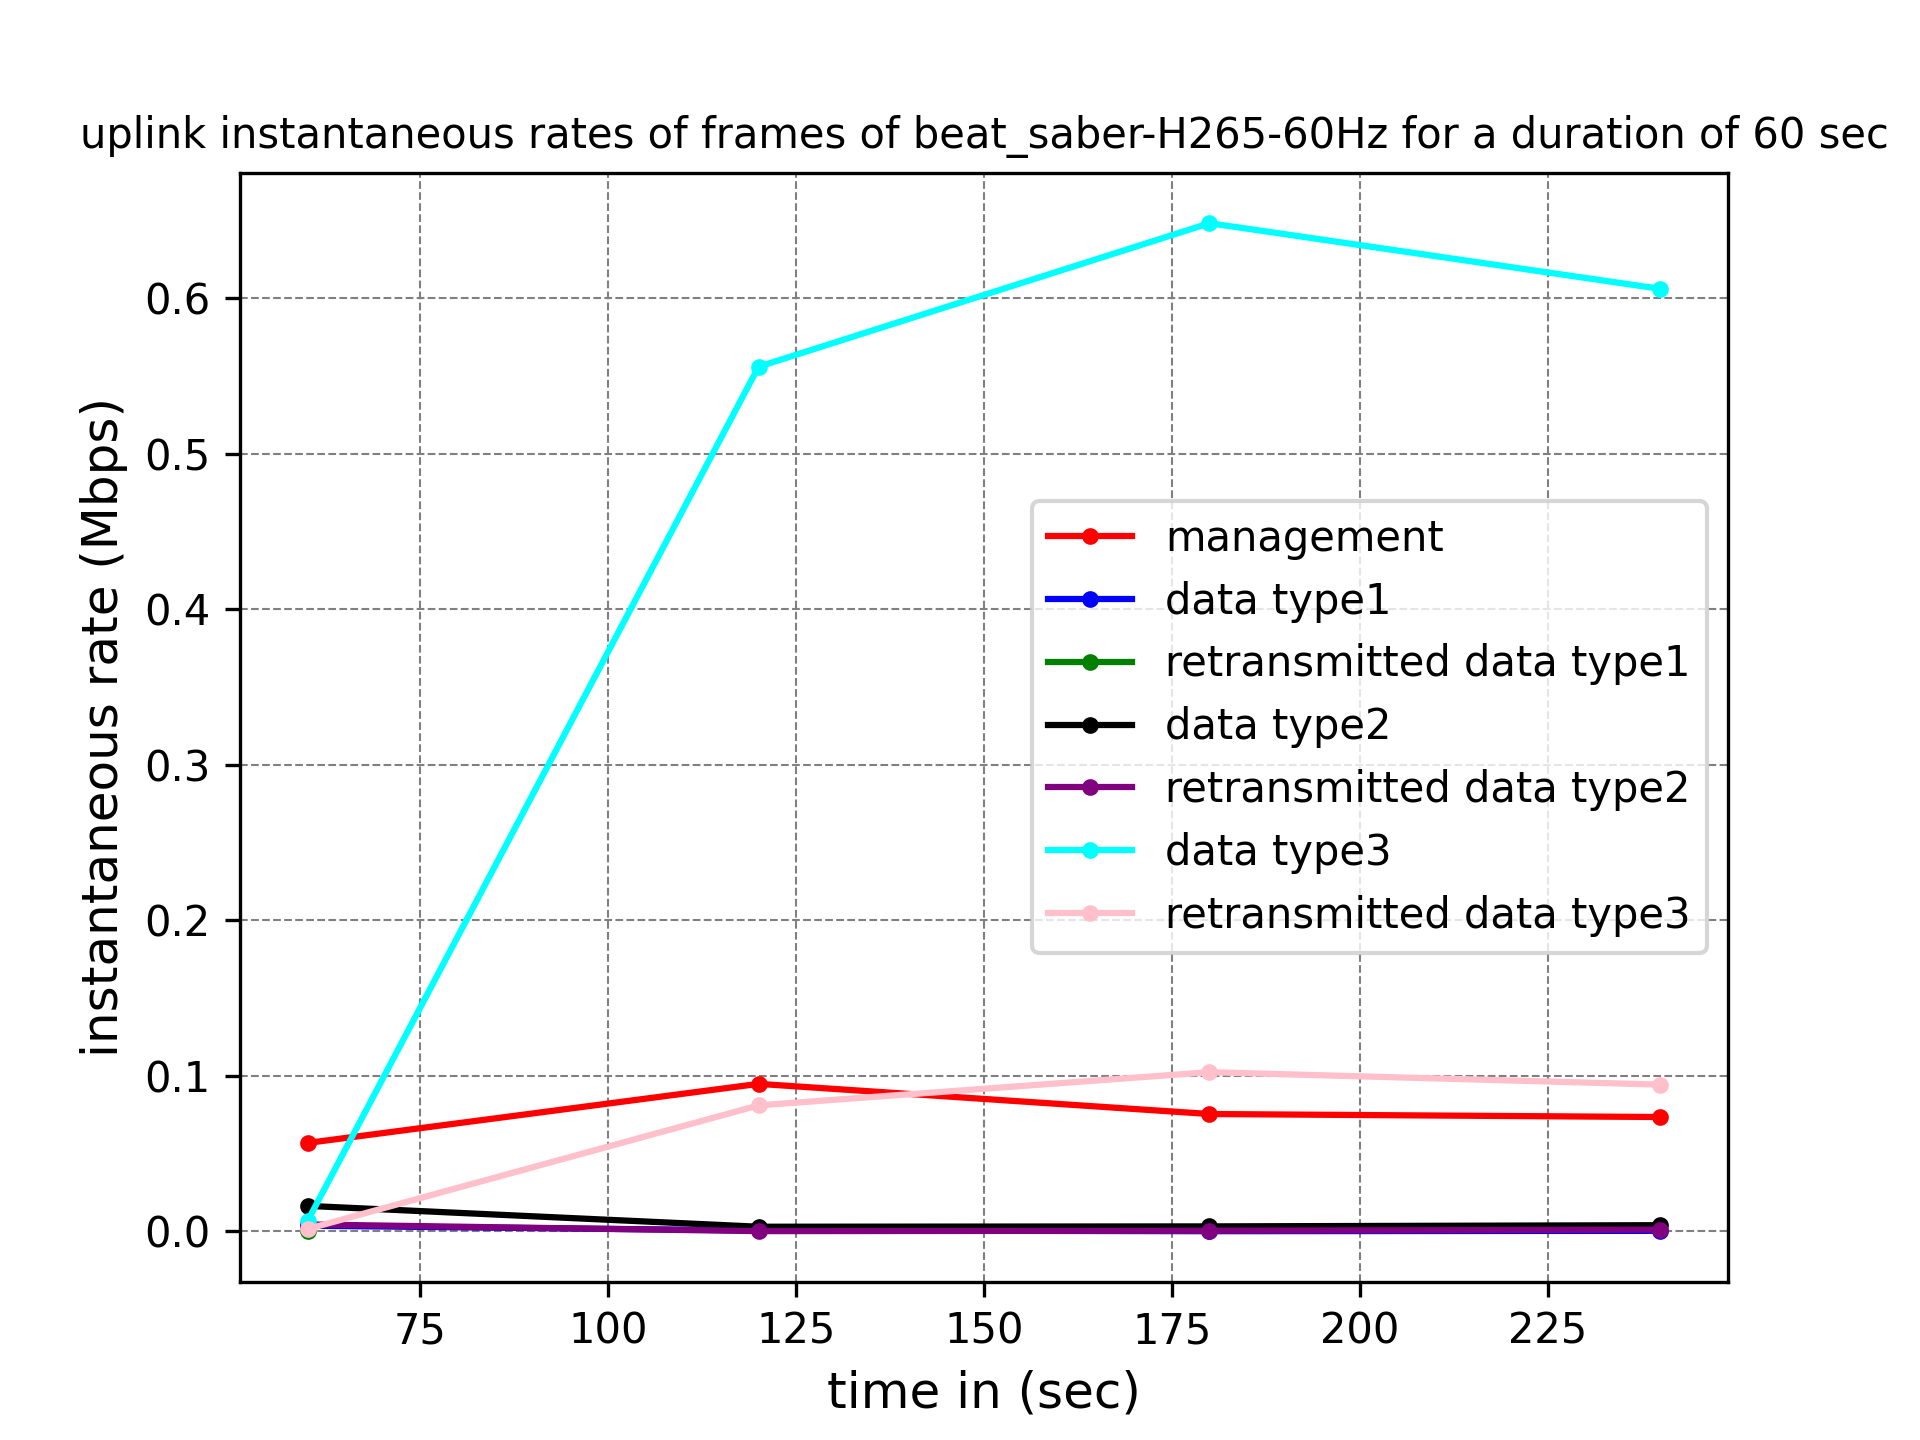 uplink instantaneous rates of frames of beat_saber-H265-60Hz for a duration of 60 sec
instantaneous rate (Mbps)
0.6
0.5
0.4
0.3
0.2
0.1
0.0
management
data type1
retransmitted data type1
data type2
retransmitted data type2
data type3
retransmitted data type3
75 100 125 150 175 200 225
time in (sec)